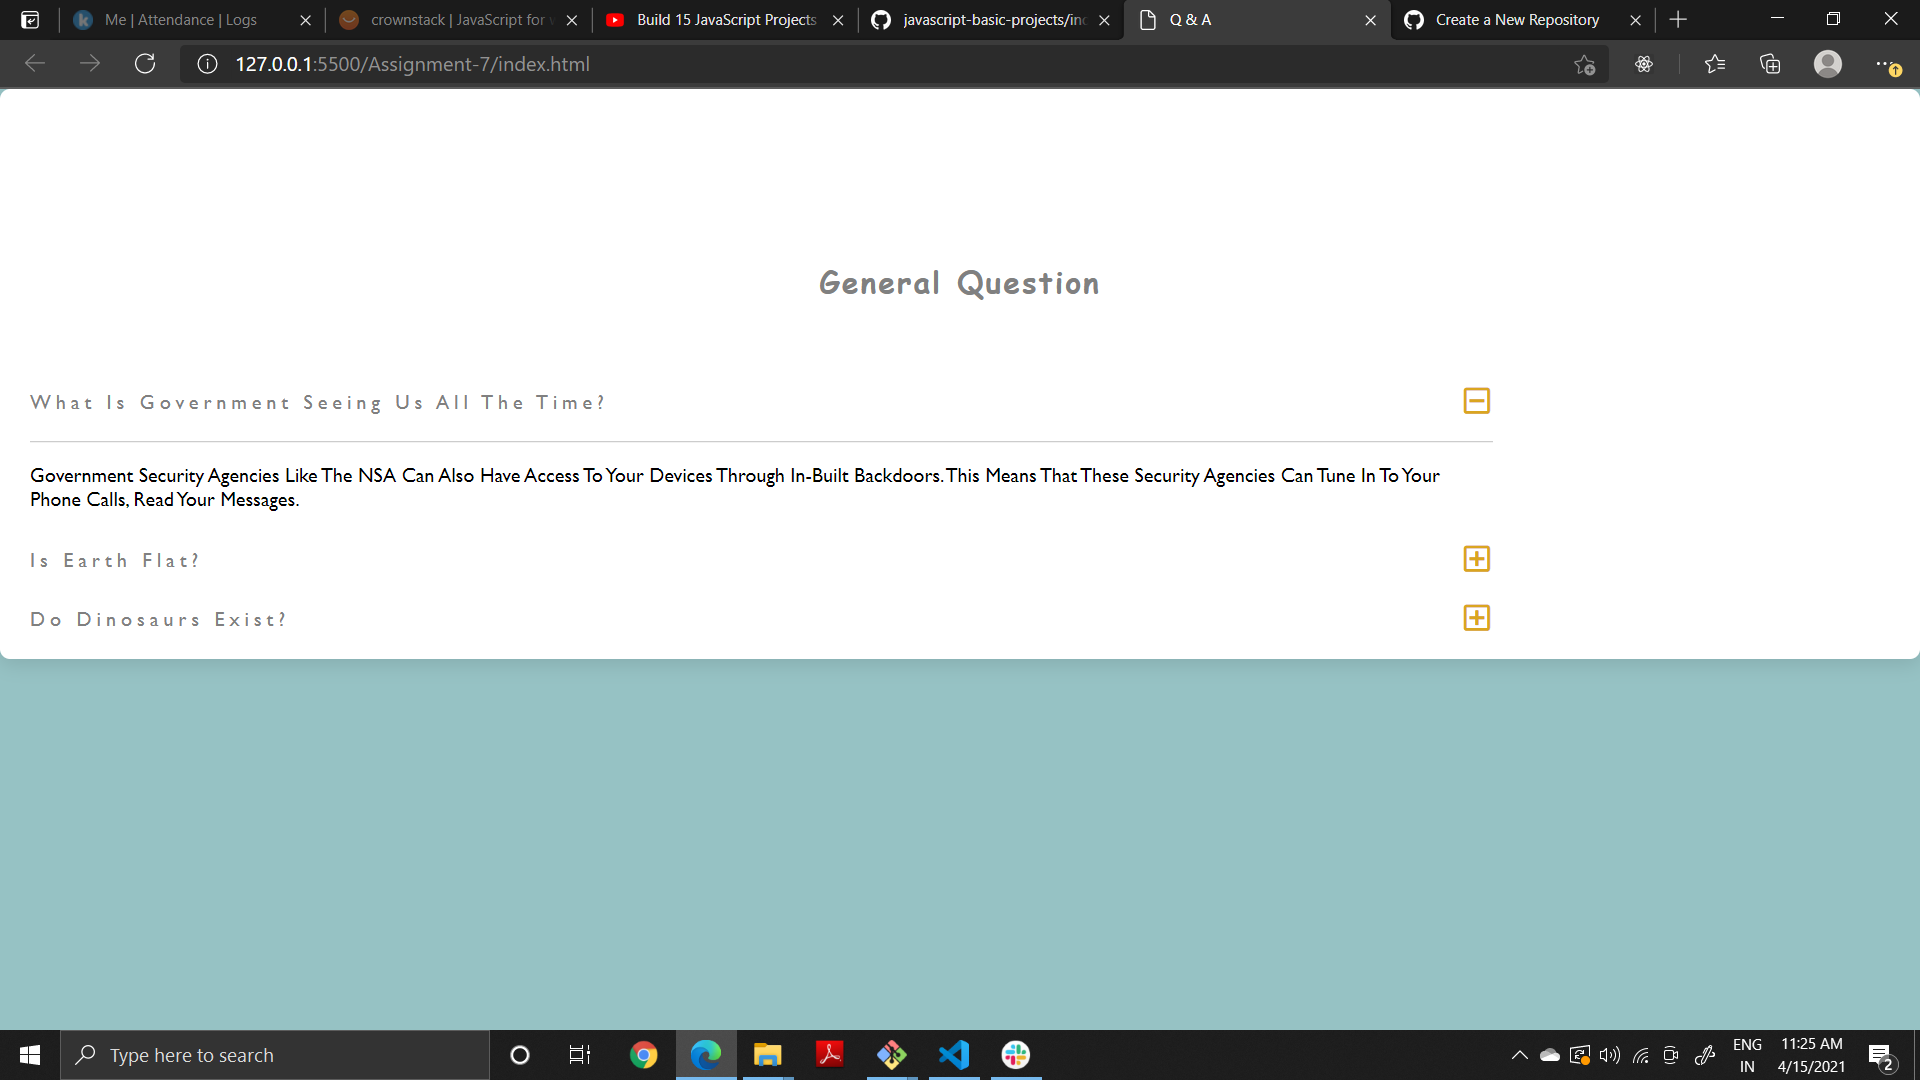 Me | Attendance | Logs
crownstack | JavaScript for
Build 15 JavaScript Projects
javascript-basic-projects/
Q & A
Create a New Repository
127.0.0.1:5500/Assignment-7/index.html
General Question
What Is Government Seeing Us All The Time?
Government Security Agencies Like The NSA Can Also Have Access To Your Devices Through In-Built Backdoors. This Means That These Security Agencies Can Tune In To Your
Phone Calls, Read Your Messages.
Is Earth Flat?
Do Dinosaurs Exist?
Type here to search
ENG
IN
11:25 AM
4/15/2021
2